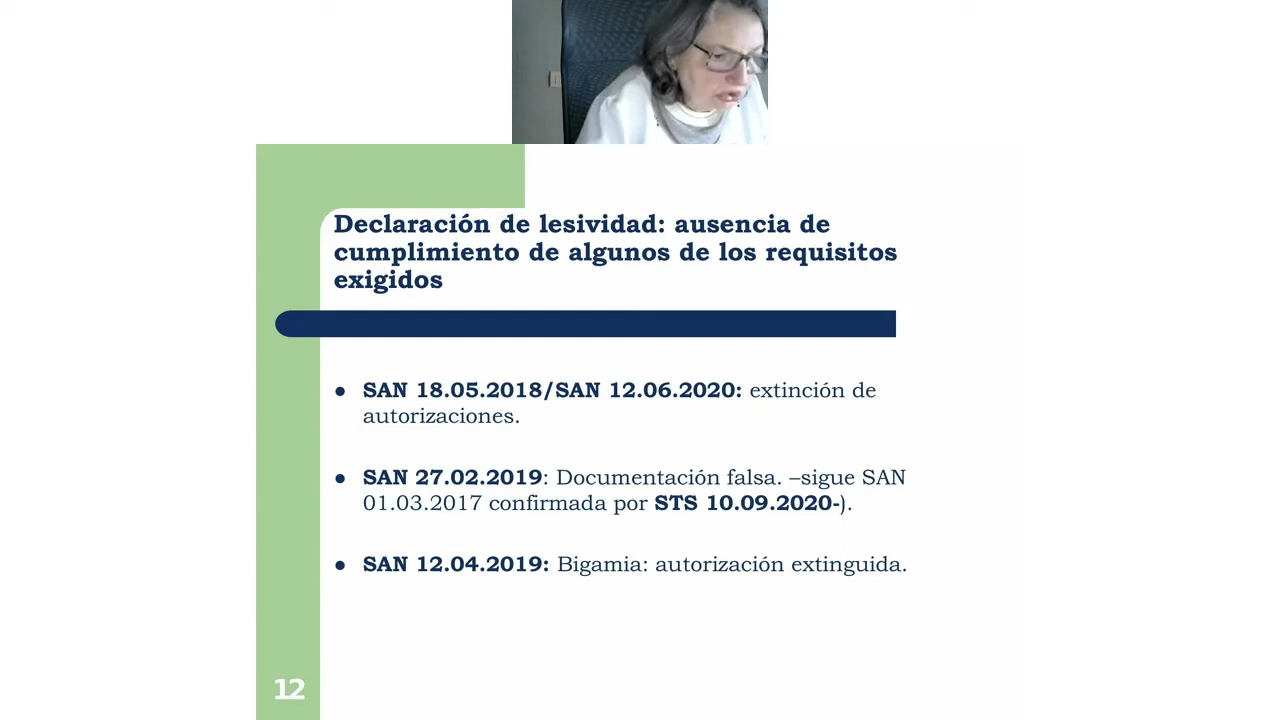 Declaración de lesividad: ausencia de
cumplimiento de algunos de los requisitos
exigidos
● SAN 18.05.2018/SAN 12.06.2020: extinción de
autorizaciones.
● SAN 27.02.2019: Documentación falsa. –sigue SAN
01.03.2017 confirmada por STS 10.09.2020-).
● SAN 12.04.2019: Bigamia: autorización extinguida.
12